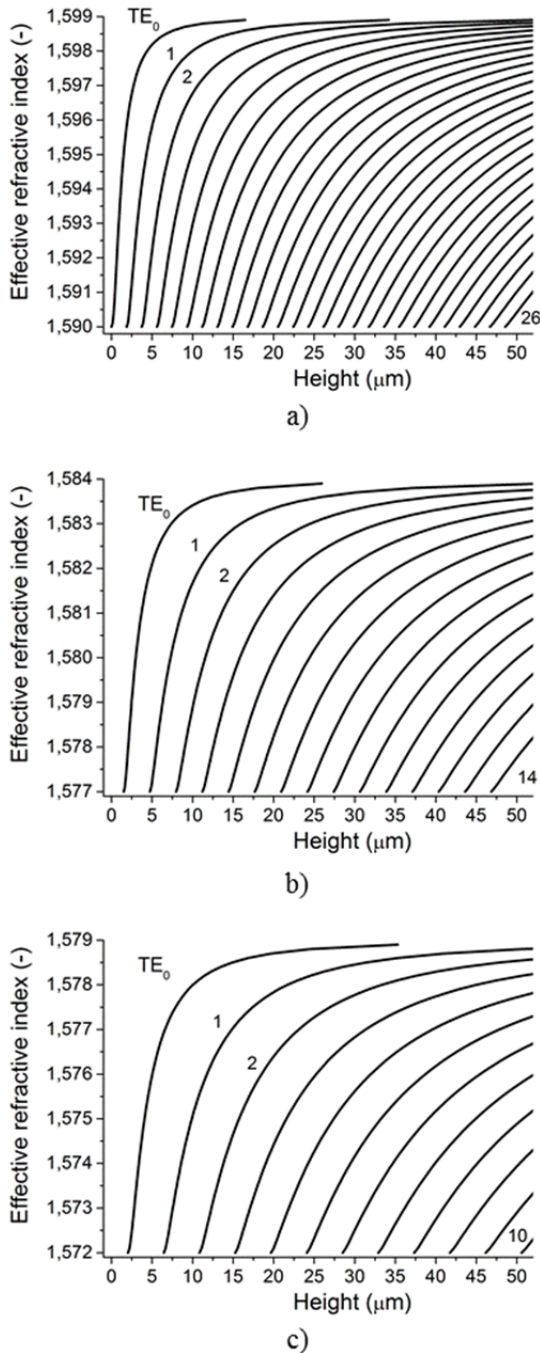 1,599
1,598
1,597
1,596
1,595
1,594
1,593
1,592
1,591
1,590
Effective refractive index (-)
TE0
1
2
26
0 5 10 15 20 25 30 35 40 45 50
Height (μm)
a)
1,584
1,583
1,582
1,581
1,580
1,579
1,578
1,577
Effective refractive index (-)
TE0
1
2
14
0 5 10 15 20 25 30 35 40 45 50
Height (μm)
b)
1,579
1,578
1,577
1,576
1,575
1,574
1,573
1,572
Effective refractive index (-)
TE0
1
2
10
0 5 10 15 20 25 30 35 40 45 50
Height (μm)
c)